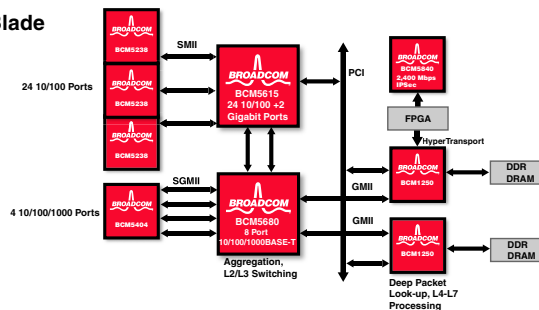 Blade
24 10/100 Ports
BROADCOM
BCM5238
BROADCOM
BCM5238
BROADCOM
BCM5238
SMII
BROADCOM
BCM5615
24 10/100 +2
Gigabit Ports
PCI
BROADCOM
BCM5840
2,400 Mbps
IPSec
FPGA
HyperTransport
4 10/100/1000 Ports
BROADCOM
BCM5404
SGMII
BROADCOM
BCM5680
8 Port
10/100/1000BASE-T
Aggregation,
L2/L3 Switching
GMII
BROADCOM
BCM1250
DDR
DRAM
GMII
BROADCOM
BCM1250
DDR
DRAM
Deep Packet
Look-up, L4-L7
Processing